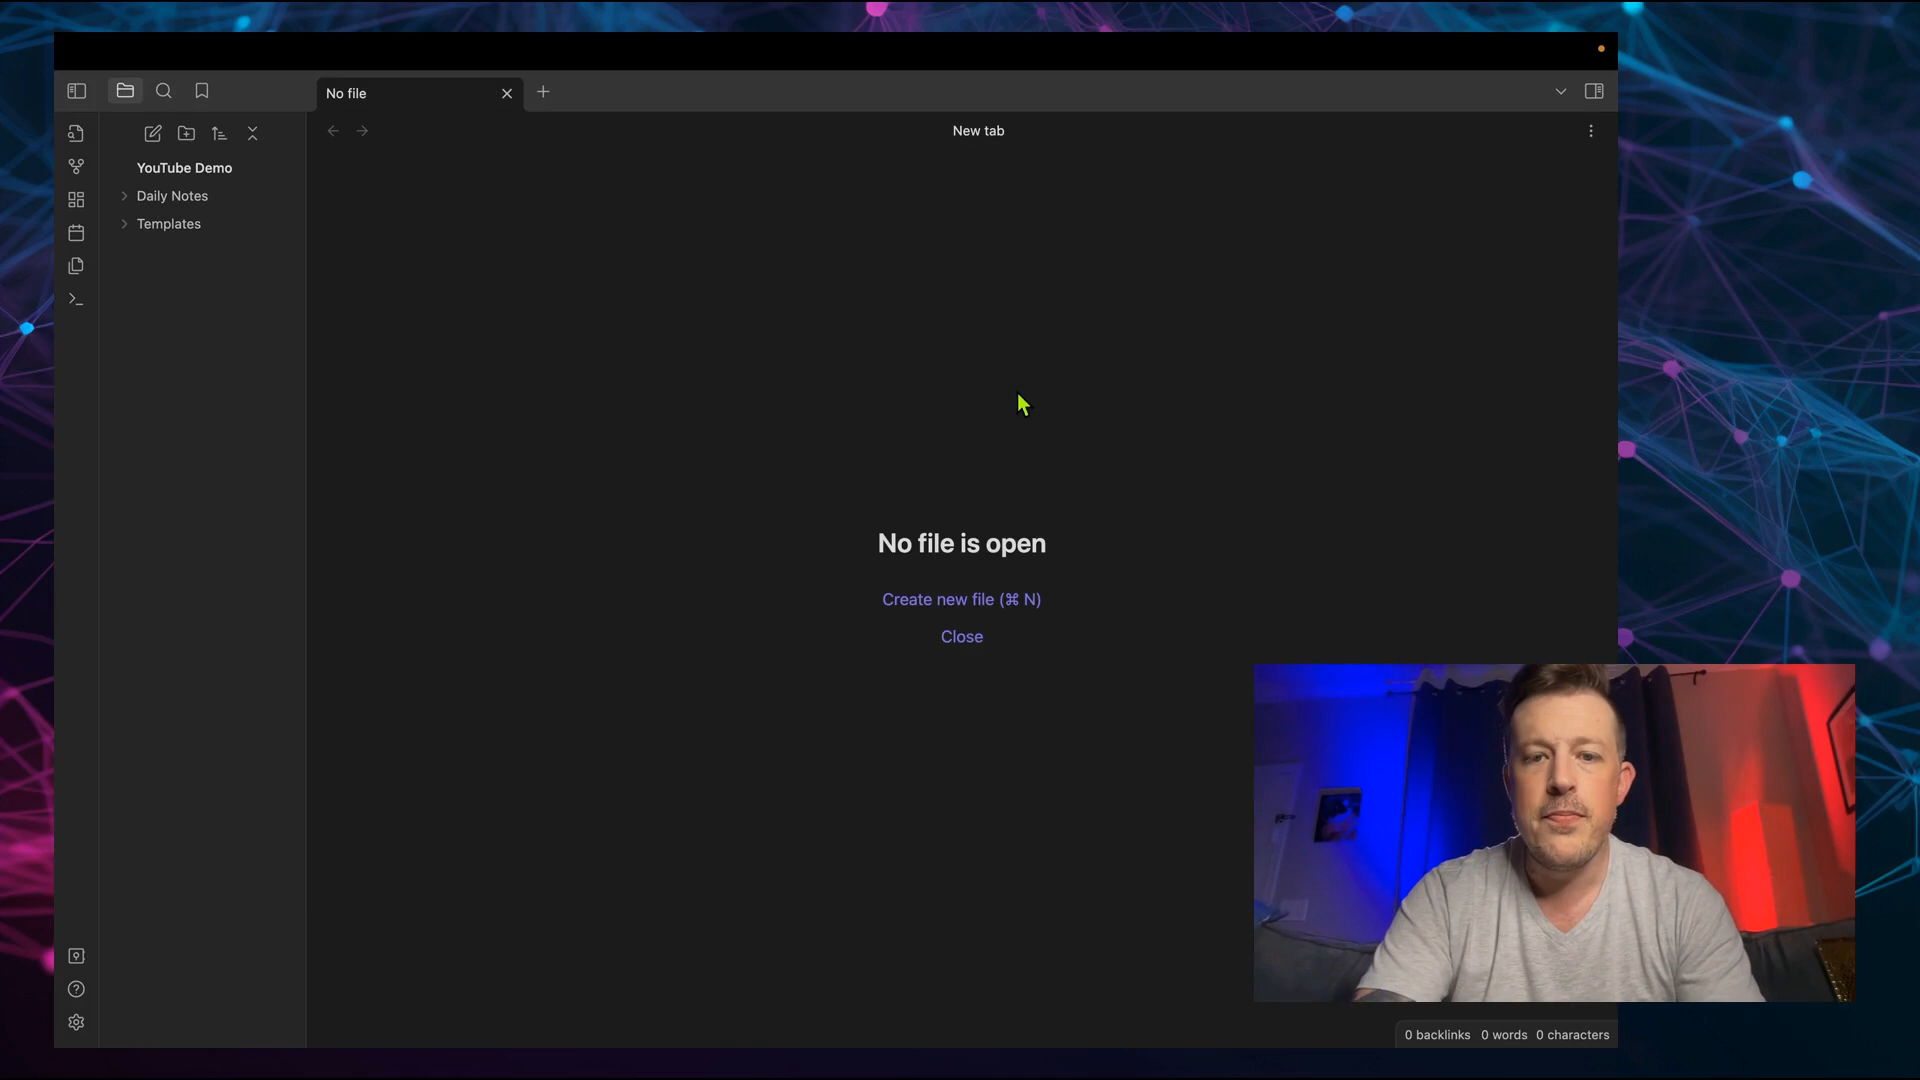 No file
New tab
YouTube Demo
Daily Notes
Templates
No file is open
Create new file (⌘ N)
Close
0 backlinks 0 words 0 characters